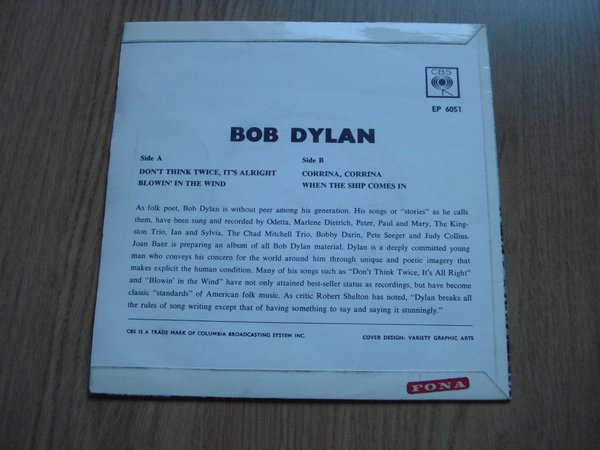 CBS
EP 6051
BOB DYLAN
Side A
DON'T THINK TWICE, IT'S ALRIGHT
BLOWIN' IN THE WIND
Side B
CORRINA, CORRINA
WHEN THE SHIP COMES IN
As folk poet, Bob Dylan is without peer among his generation. His songs or "stories" as he calls
them, have been sung and recorded by Odetta, Marlene Dietrich, Peter, Paul and Mary, The King-
ston Trio, Ian and Sylvia, The Chad Mitchell Trio, Bobby Darin, Pete Seeger and Judy Collins.
Joan Baez is preparing an album of all Bob Dylan material. Dylan is a deeply committed young
man who conveys his concern for the world around him through unique and poetic imagery that
makes explicit the human condition. Many of his songs such as "Don't Think Twice, It's All Right"
and "Blowin' in the Wind" have not only attained best-seller status as recordings, but have become
classic "standards" of American folk music. As critic Robert Shelton has noted, "Dylan breaks all
the rules of song writing except that of having something to say and saying it stunningly."
CBS IS A TRADE MARK OF COLUMBIA BROADCASTING SYSTEM INC.
COVER DESIGN: VARIETY GRAPHIC ARTS
FONA